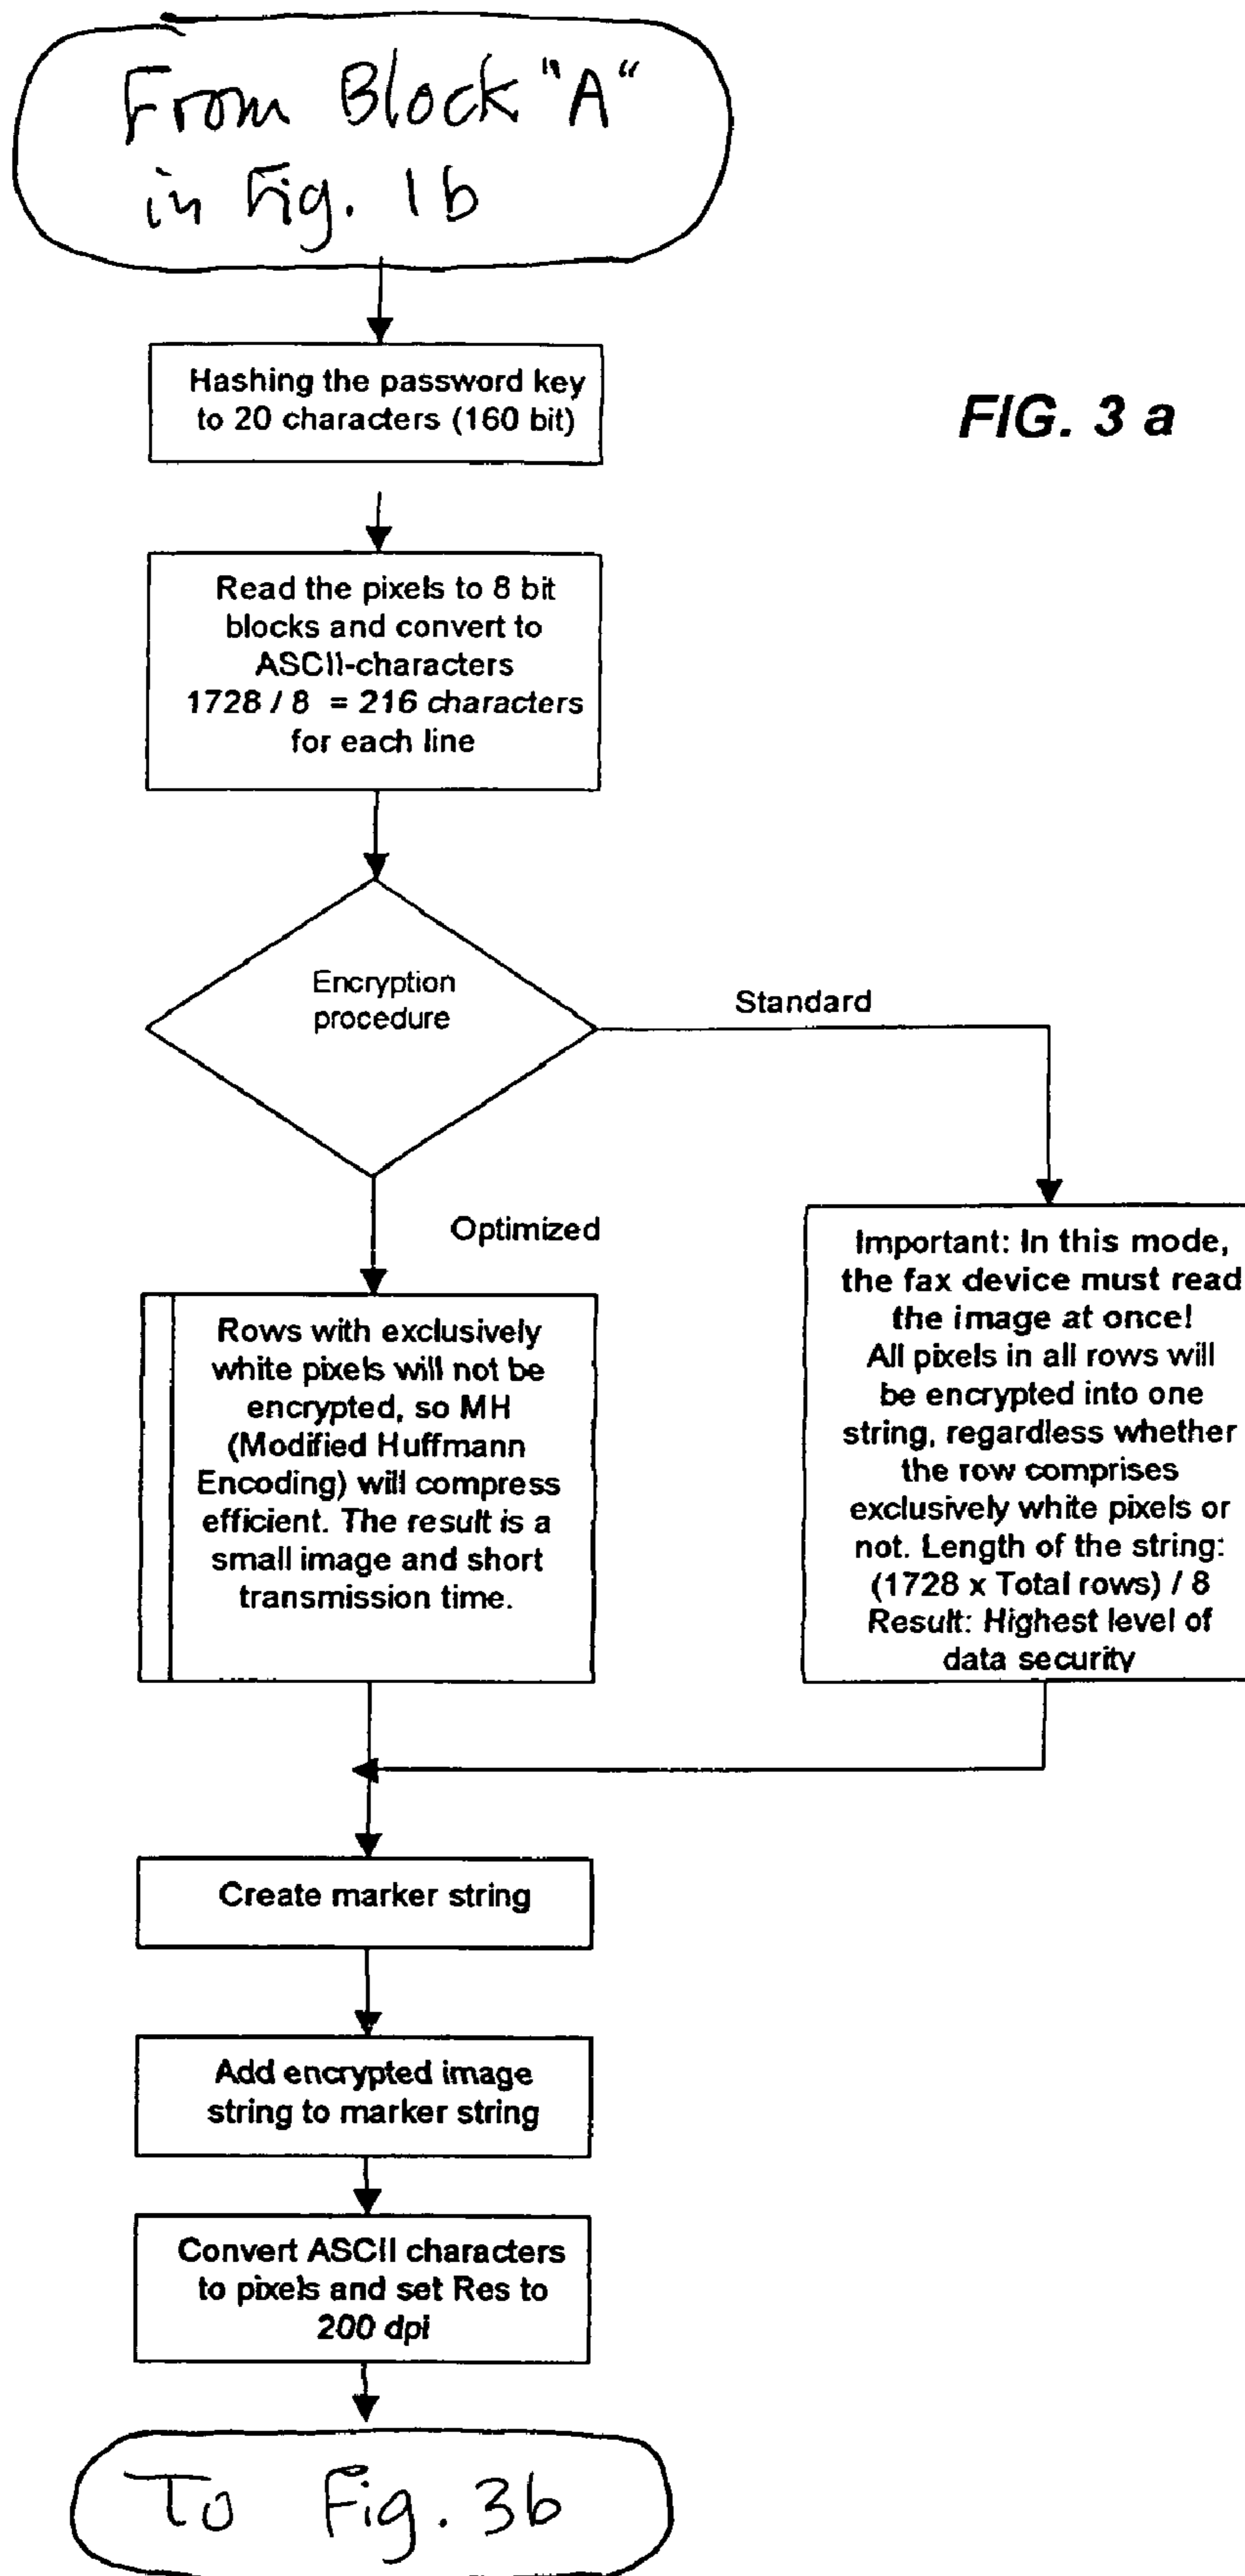 From Block "A"
in Fig. 1b
Hashing the password key
to 20 characters (160 bit)
FIG. 3 a
Read the pixels to 8 bit
blocks and convert to
ASCII-characters
1728 / 8 = 216 characters
for each line
Encryption
procedure
Standard
Optimized
Rows with exclusively
white pixels will not be
encrypted, so MH
(Modified Huffmann
Encoding) will compress
efficient. The result is a
small image and short
transmission time.
Important: In this mode,
the fax device must read
the image at once!
All pixels in all rows will
be encrypted into one
string, regardless whether
the row comprises
exclusively white pixels or
not. Length of the string:
(1728 x Total rows) / 8
Result: Highest level of
data security
Create marker string
Add encrypted image
string to marker string
Convert ASCII characters
to pixels and set Res to
200 dpi
To Fig. 3b